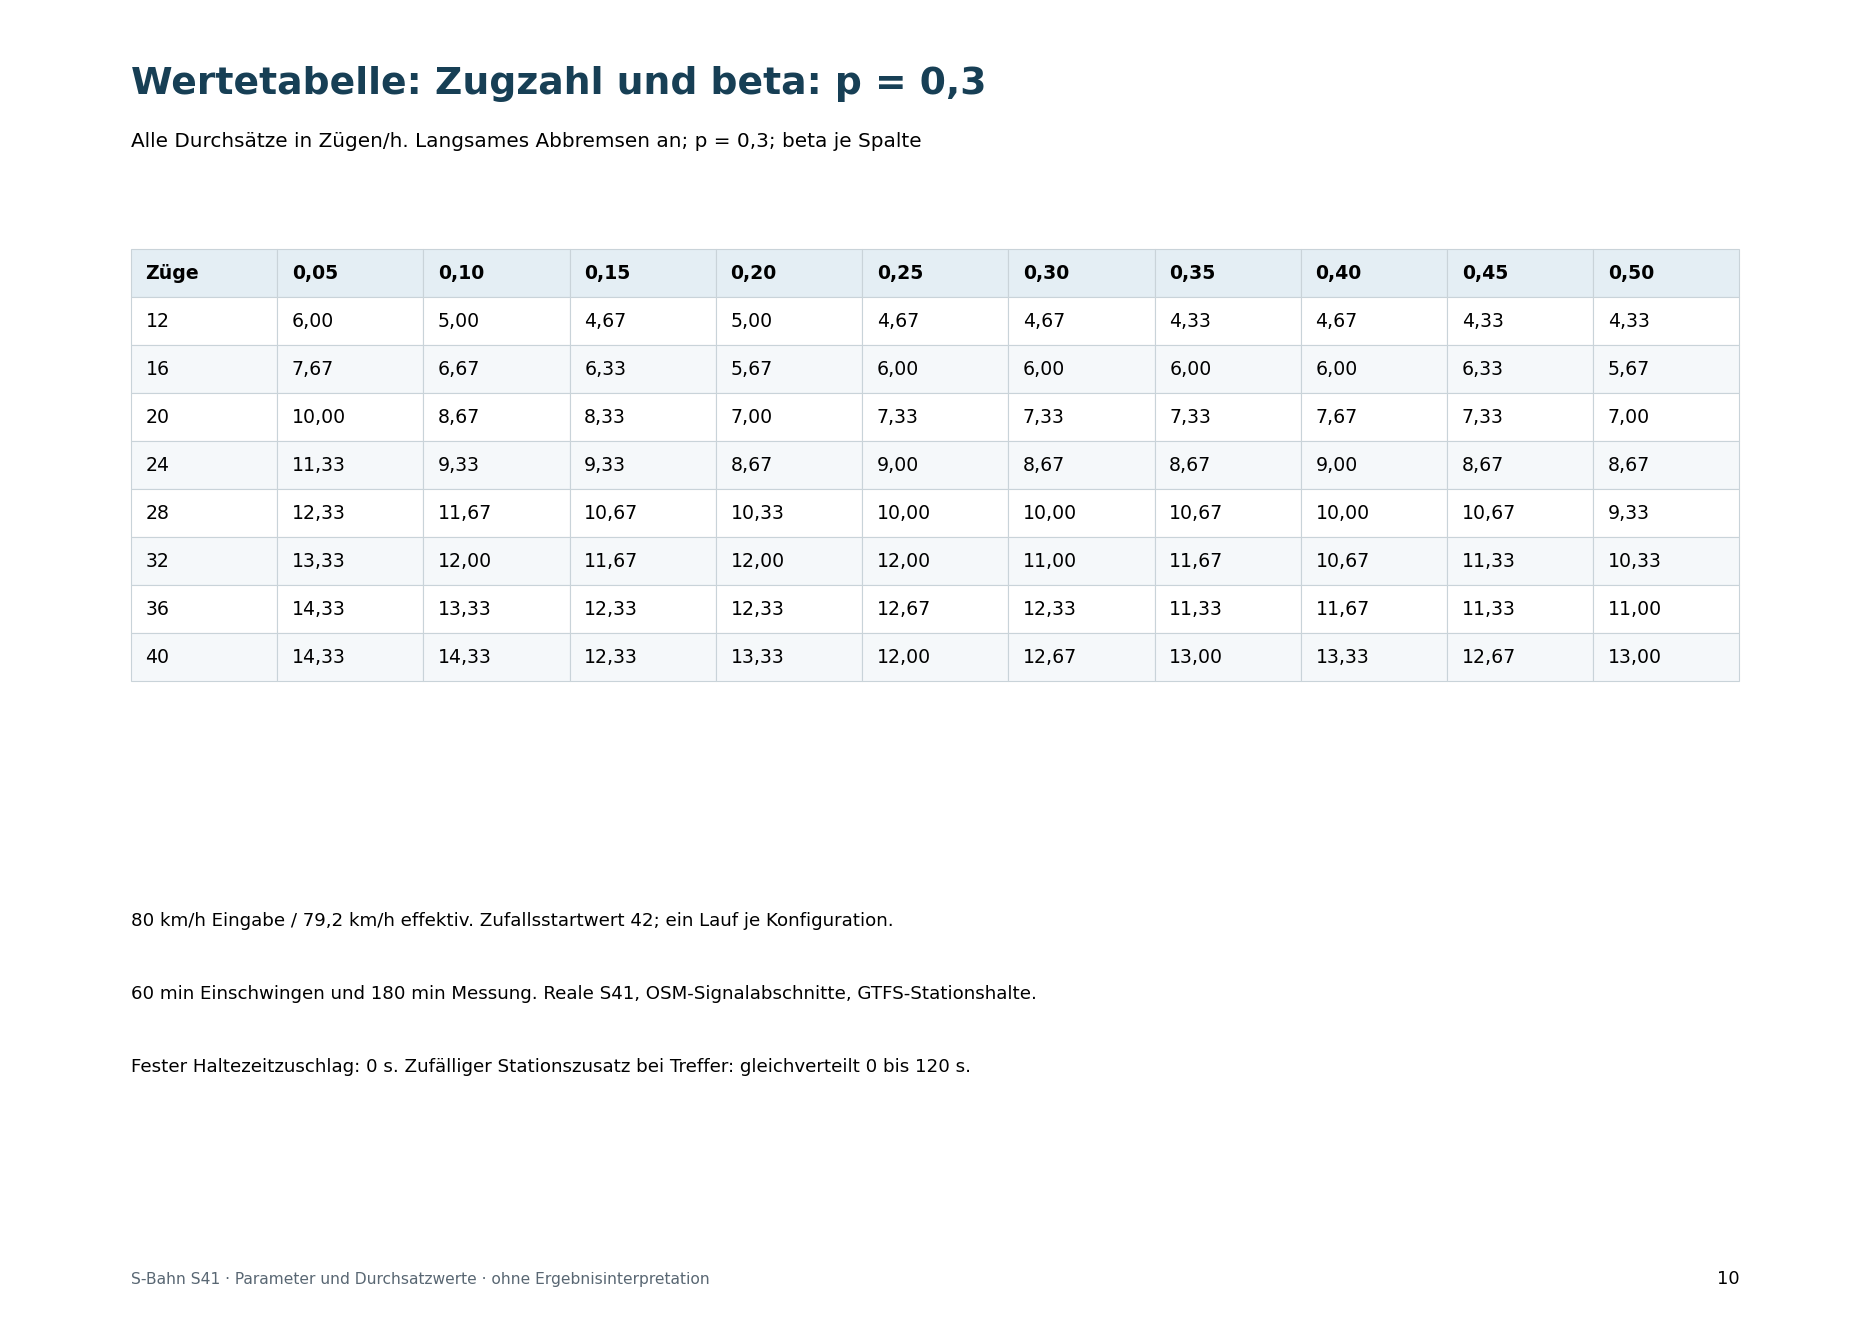 Wertetabelle: Zugzahl und beta: p = 0,3
Alle Durchsätze in Zügen/h. Langsames Abbremsen an; p = 0,3; beta je Spalte
Züge 0,05 0,10 0,15 0,20 0,25 0,30 0,35 0,40 0,45 0,50
12 6,00 5,00 4,67 5,00 4,67 4,67 4,33 4,67 4,33 4,33
16 7,67 6,67 6,33 5,67 6,00 6,00 6,00 6,00 6,33 5,67
20 10,00 8,67 8,33 7,00 7,33 7,33 7,33 7,67 7,33 7,00
24 11,33 9,33 9,33 8,67 9,00 8,67 8,67 9,00 8,67 8,67
28 12,33 11,67 10,67 10,33 10,00 10,00 10,67 10,00 10,67 9,33
32 13,33 12,00 11,67 12,00 12,00 11,00 11,67 10,67 11,33 10,33
36 14,33 13,33 12,33 12,33 12,67 12,33 11,33 11,67 11,33 11,00
40 14,33 14,33 12,33 13,33 12,00 12,67 13,00 13,33 12,67 13,00
80 km/h Eingabe / 79,2 km/h effektiv. Zufallsstartwert 42; ein Lauf je Konfiguration.
60 min Einschwingen und 180 min Messung. Reale S41, OSM-Signalabschnitte, GTFS-Stationshalte.
Fester Haltezeitzuschlag: 0 s. Zufälliger Stationszusatz bei Treffer: gleichverteilt 0 bis 120 s.
S-Bahn S41 · Parameter und Durchsatzwerte · ohne Ergebnisinterpretation 10